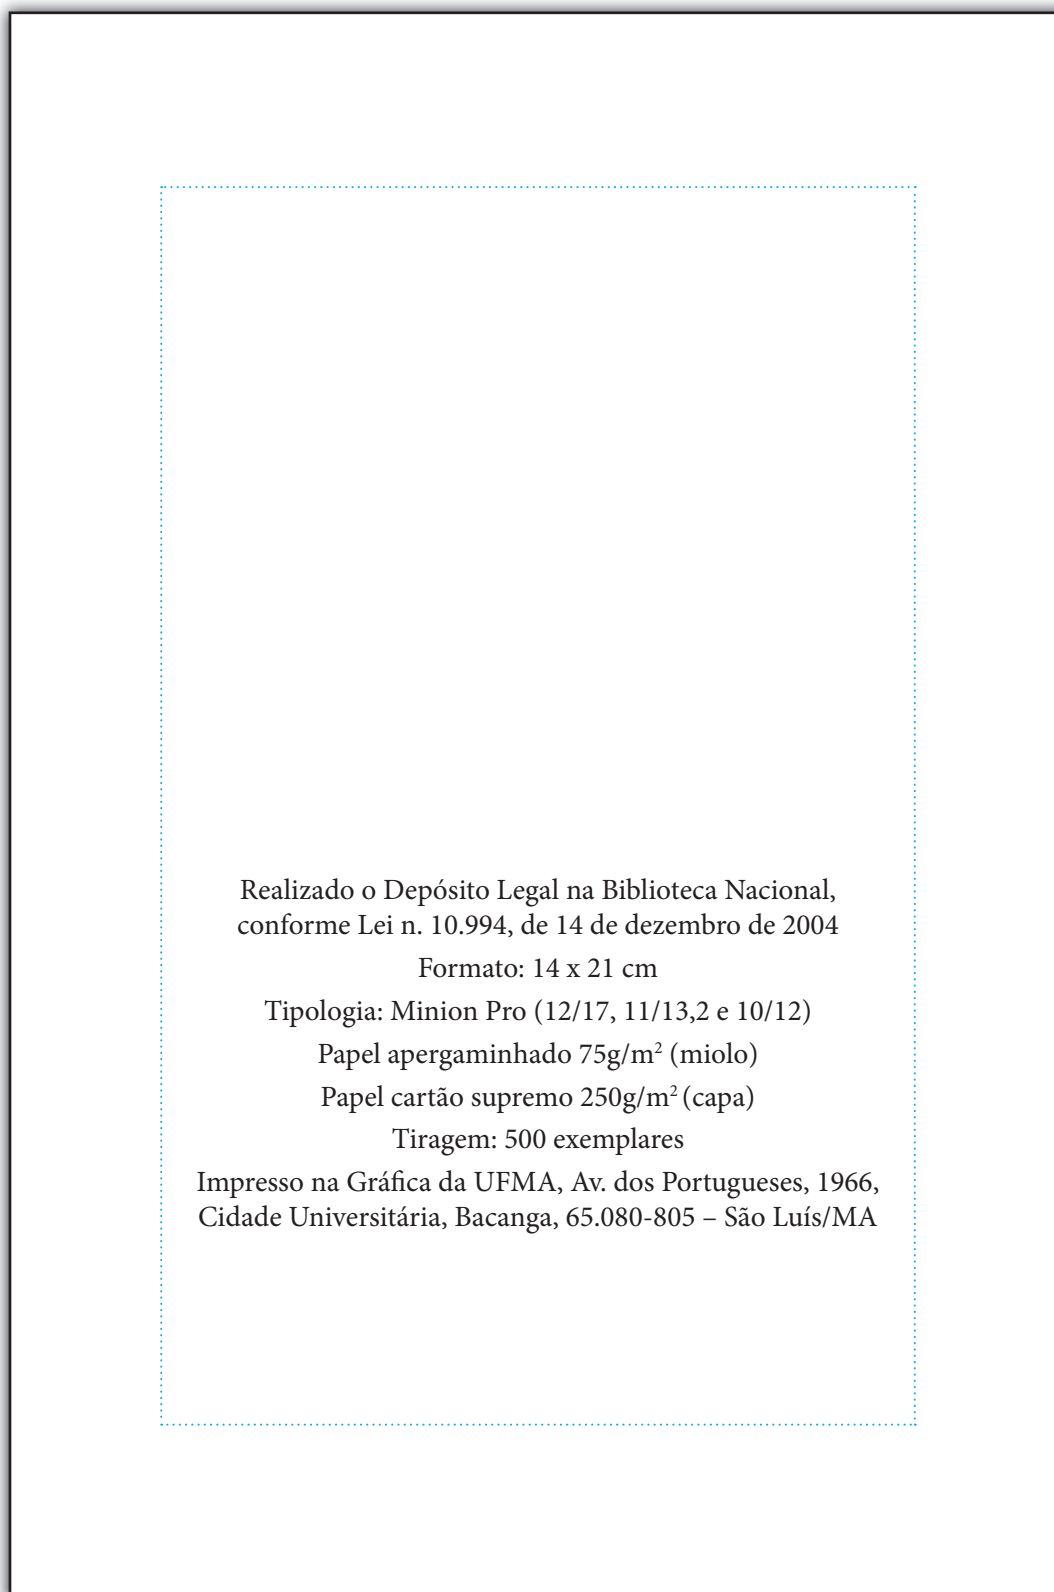 Realizado o Depósito Legal na Biblioteca Nacional,
conforme Lei n. 10.994, de 14 de dezembro de 2004
Formato: 14 x 21 cm
Tipologia: Minion Pro (12/17, 11/13,2 e 10/12)
Papel apergaminhado 75g/m² (miolo)
Papel cartão supremo 250g/m² (capa)
Tiragem: 500 exemplares
Impresso na Gráfica da UFMA, Av. dos Portugueses, 1966,
Cidade Universitária, Bacanga, 65.080-805 – São Luís/MA